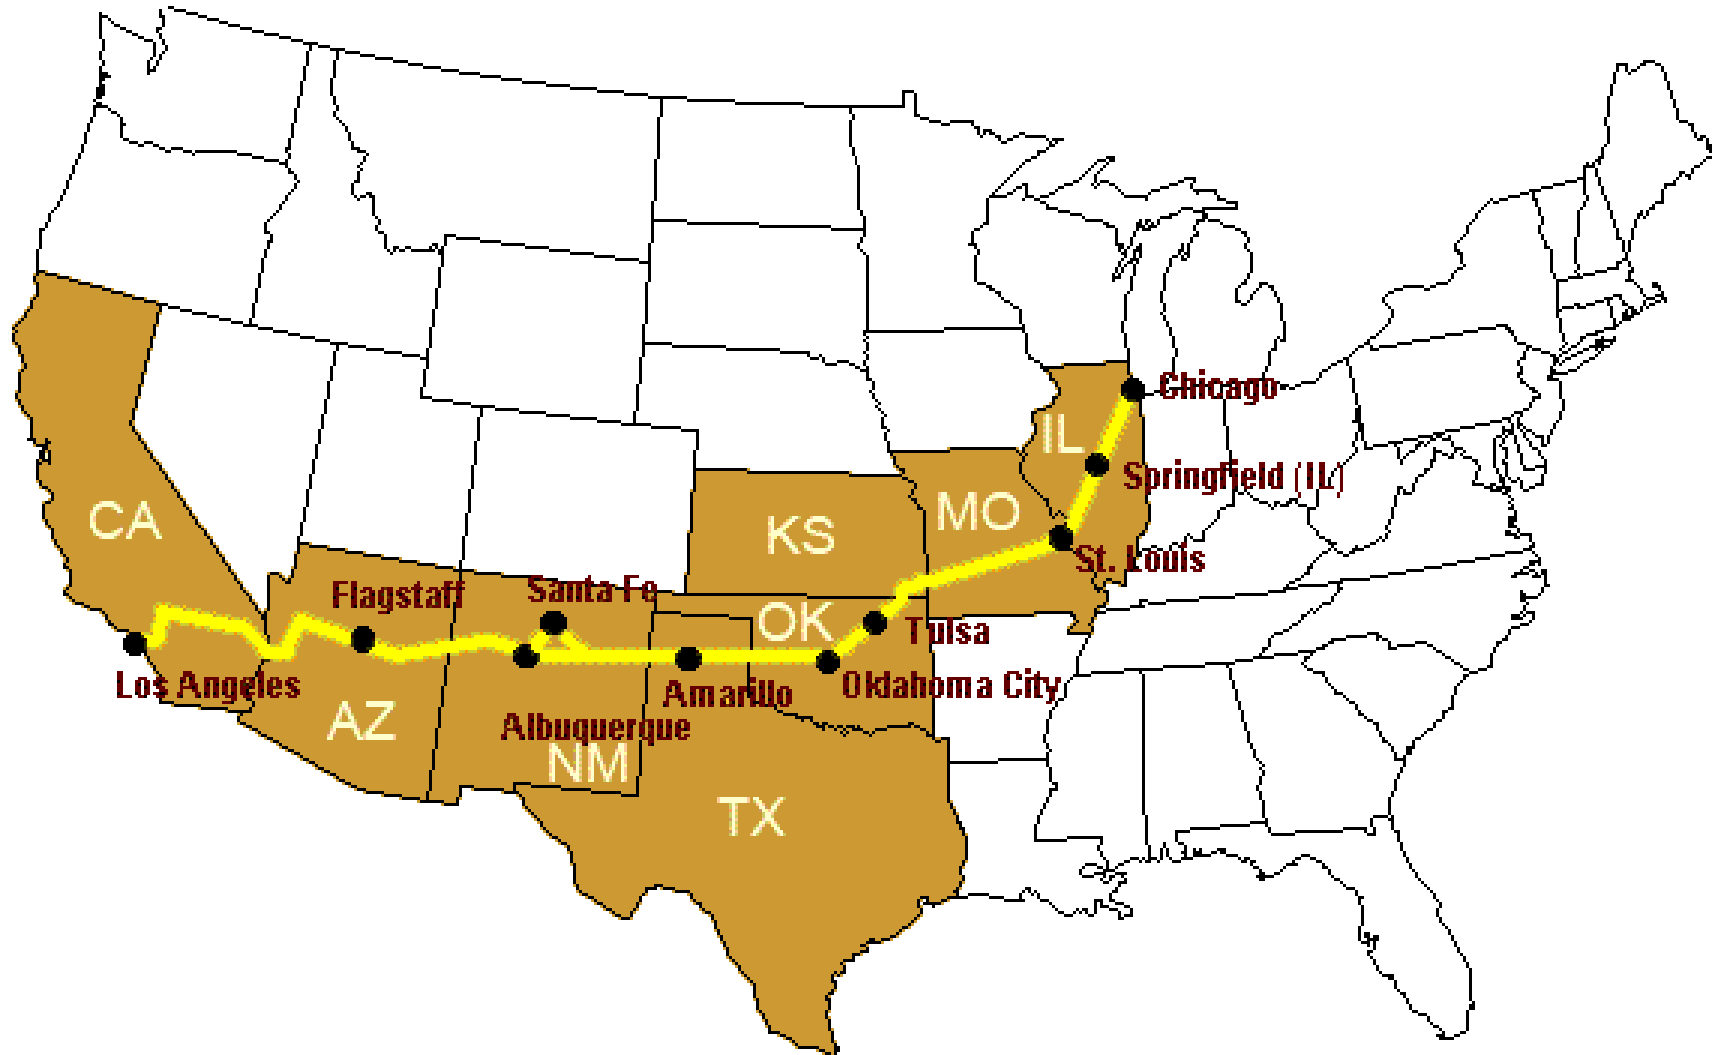 Chicago
IL
Springfield (IL)
CA
MO
KS
St. Louis
Flagstaff
Santa Fe
OK
Tulsa
Los Angeles
Amarillo
Oklahoma City
AZ
Albuquerque
NM
TX